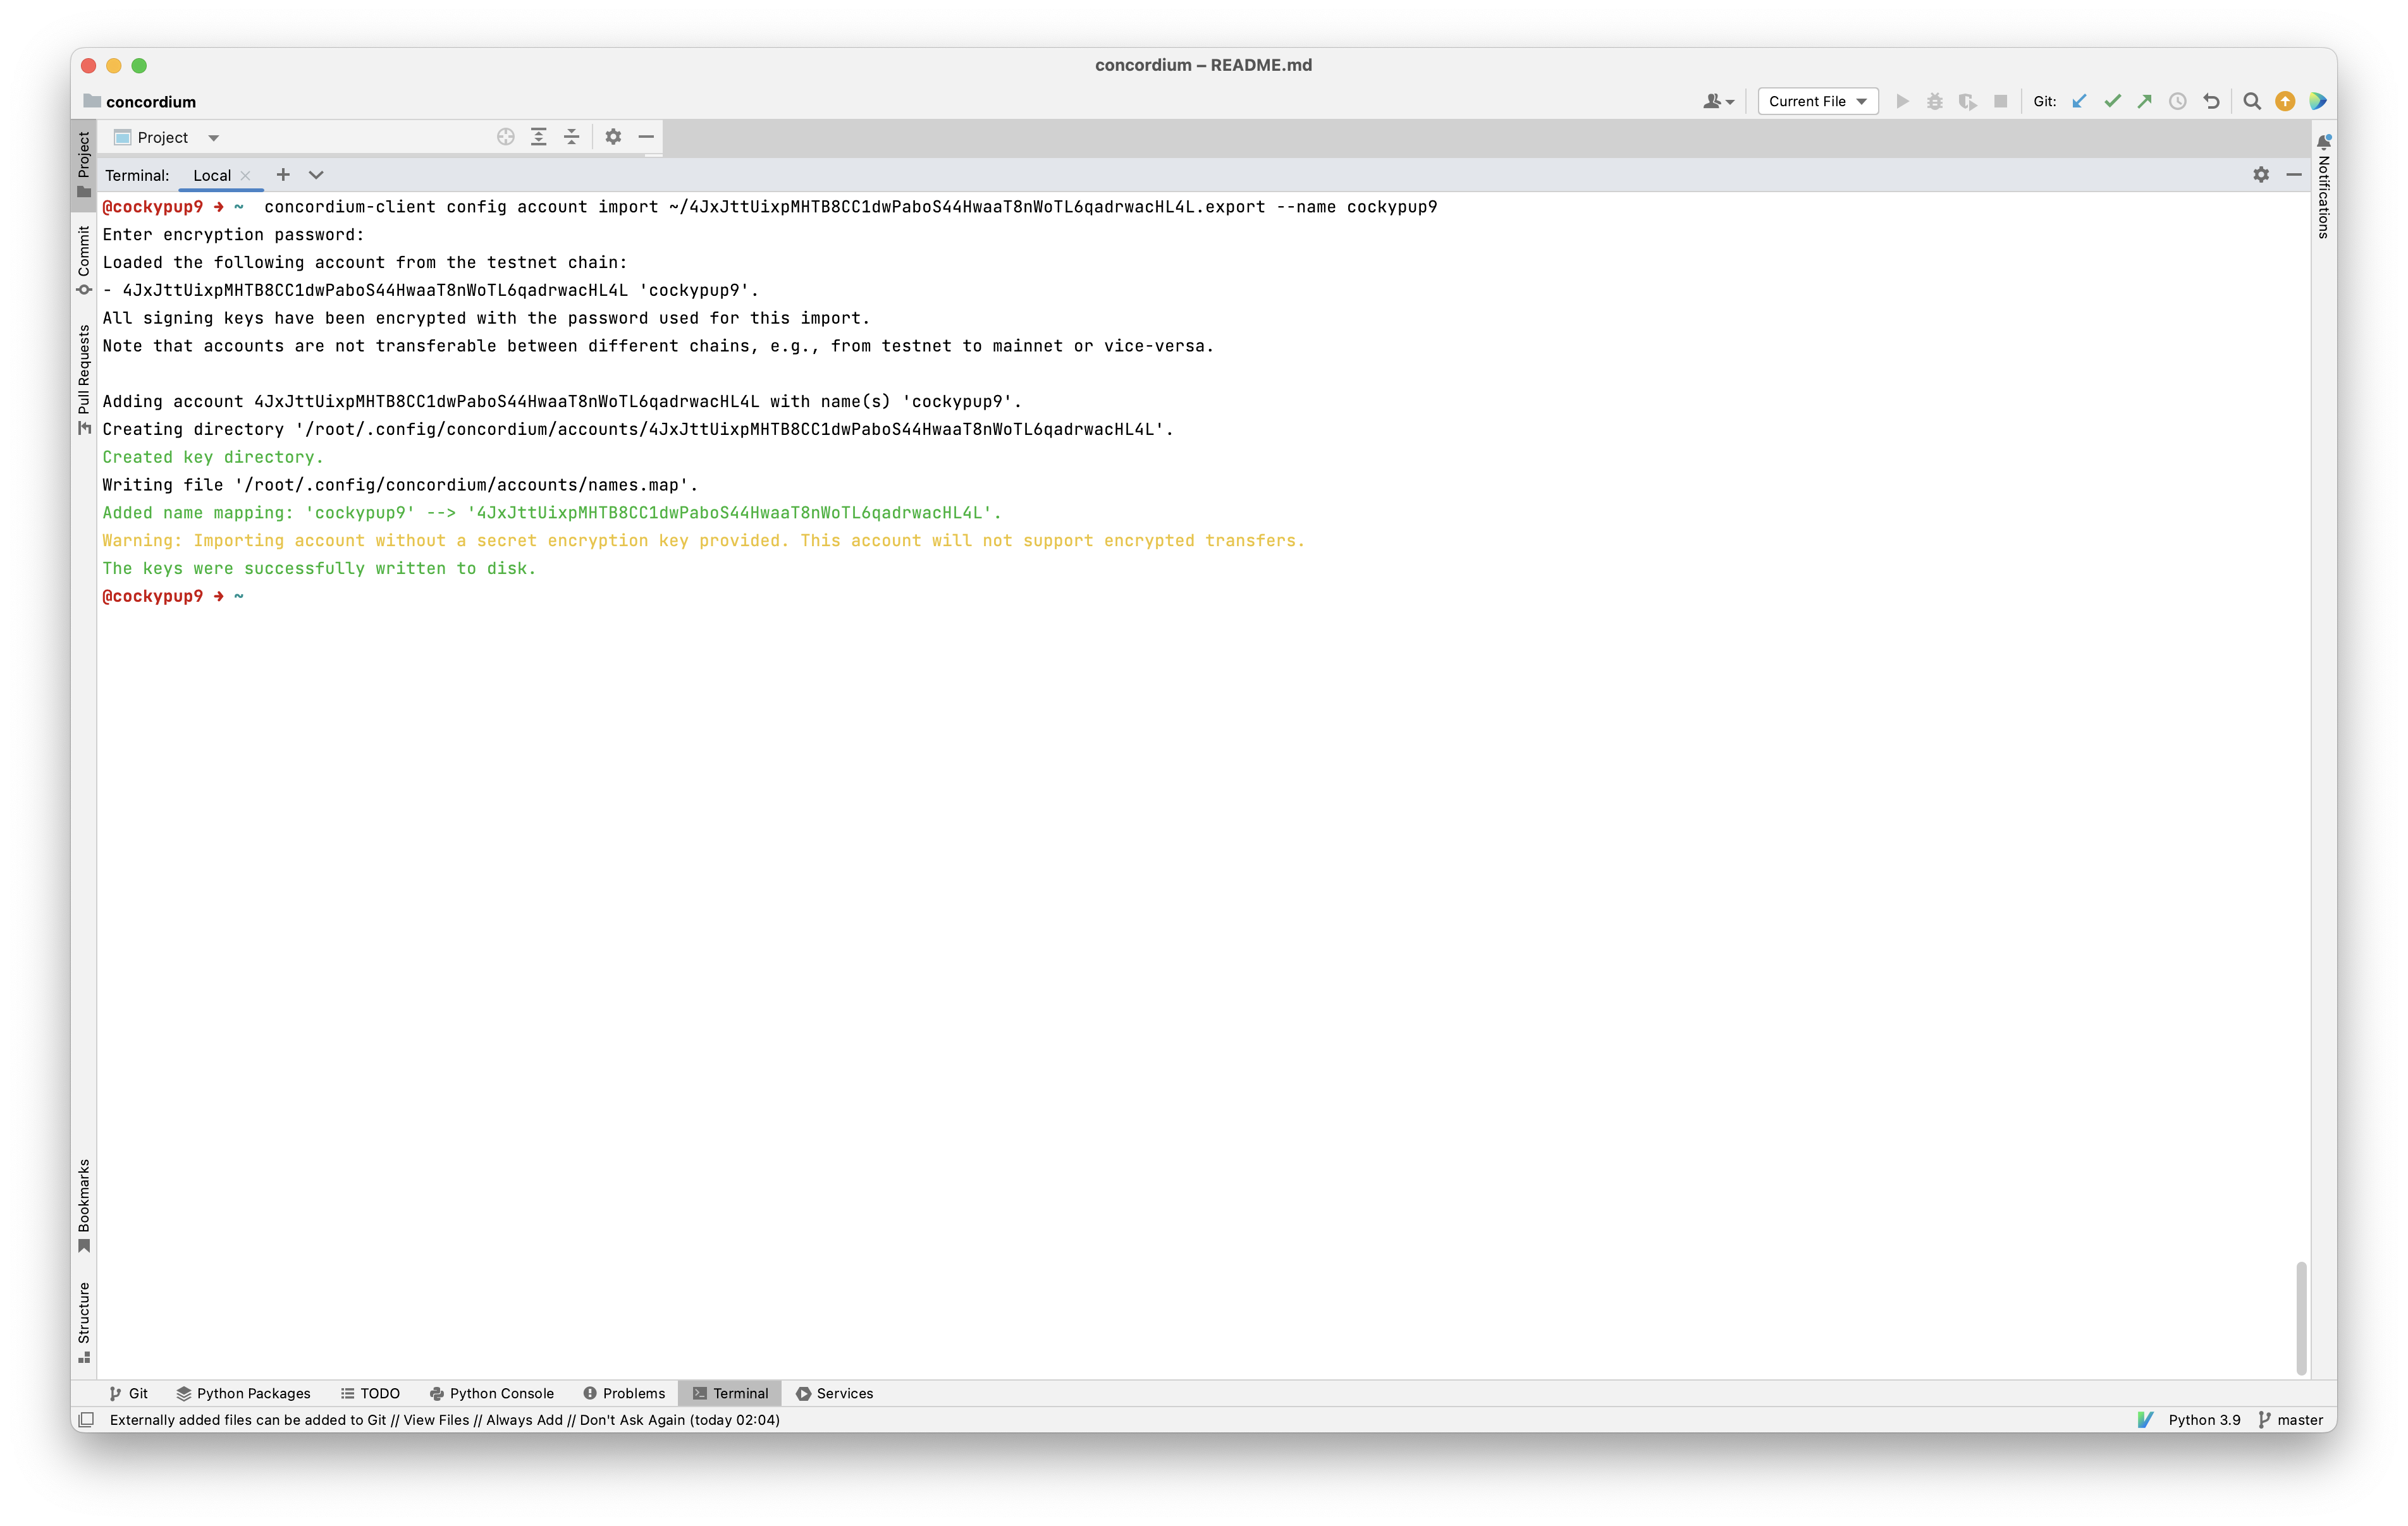 concordium – README.md
concordium
Current File
Git:
Project
Terminal: Local
@cockypup9 ➜ ~ concordium-client config account import ~/4JxJttUixpMHTB8CC1dwPaboS44HwaaT8nWoTL6qadrwacHL4L.export --name cockypup9
Enter encryption password:
Loaded the following account from the testnet chain:
- 4JxJttUixpMHTB8CC1dwPaboS44HwaaT8nWoTL6qadrwacHL4L 'cockypup9'.
All signing keys have been encrypted with the password used for this import.
Note that accounts are not transferable between different chains, e.g., from testnet to mainnet or vice-versa.
Adding account 4JxJttUixpMHTB8CC1dwPaboS44HwaaT8nWoTL6qadrwacHL4L with name(s) 'cockypup9'.
Creating directory '/root/.config/concordium/accounts/4JxJttUixpMHTB8CC1dwPaboS44HwaaT8nWoTL6qadrwacHL4L'.
Created key directory.
Writing file '/root/.config/concordium/accounts/names.map'.
Added name mapping: 'cockypup9' --> '4JxJttUixpMHTB8CC1dwPaboS44HwaaT8nWoTL6qadrwacHL4L'.
Warning: Importing account without a secret encryption key provided. This account will not support encrypted transfers.
The keys were successfully written to disk.
@cockypup9 ➜ ~
Project
Commit
Pull Requests
Bookmarks
Structure
Notifications
Git Python Packages TODO Python Console Problems Terminal Services
Externally added files can be added to Git // View Files // Always Add // Don't Ask Again (today 02:04)
Python 3.9 master